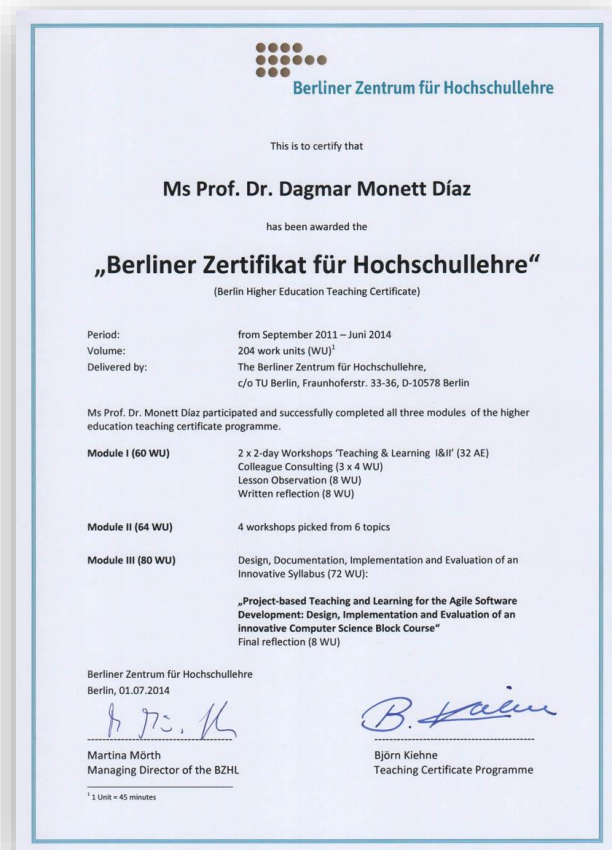 Berliner Zentrum für Hochschullehre
This is to certify that
Ms Prof. Dr. Dagmar Monett Díaz
has been awarded the
„Berliner Zertifikat für Hochschullehre“
(Berlin Higher Education Teaching Certificate)
Period: from September 2011 – Juni 2014
Volume: 204 work units (WU)¹
Delivered by: The Berliner Zentrum für Hochschullehre,
c/o TU Berlin, Fraunhoferstr. 33-36, D-10578 Berlin
Ms Prof. Dr. Monett Díaz participated and successfully completed all three modules of the higher
education teaching certificate programme.
Module I (60 WU) 2 x 2-day Workshops ‘Teaching & Learning I&II’ (32 AE)
Colleague Consulting (3 x 4 WU)
Lesson Observation (8 WU)
Written reflection (8 WU)
Module II (64 WU) 4 workshops picked from 6 topics
Module III (80 WU) Design, Documentation, Implementation and Evaluation of an
Innovative Syllabus (72 WU):
„Project-based Teaching and Learning for the Agile Software
Development: Design, Implementation and Evaluation of an
innovative Computer Science Block Course“
Final reflection (8 WU)
Berliner Zentrum für Hochschullehre
Berlin, 01.07.2014
B. Kiehne
Martina Mörth Björn Kiehne
Managing Director of the BZHL Teaching Certificate Programme
¹ 1 Unit = 45 minutes